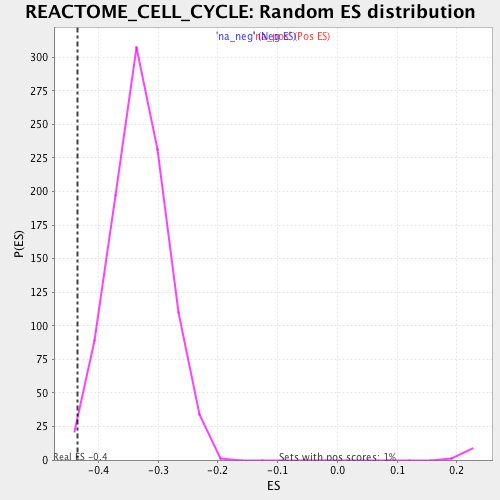 REACTOME_CELL_CYCLE: Random ES distribution
'na_neg' (Neg ES)
'na_pos' (Pos ES)
300
275
250
225
200
175
150
125
100
75
50
25
0
P(ES)
Real ES -0.4
Sets with pos scores: 1%
-0.4 -0.3 -0.2 -0.1 0.0 0.1 0.2
ES